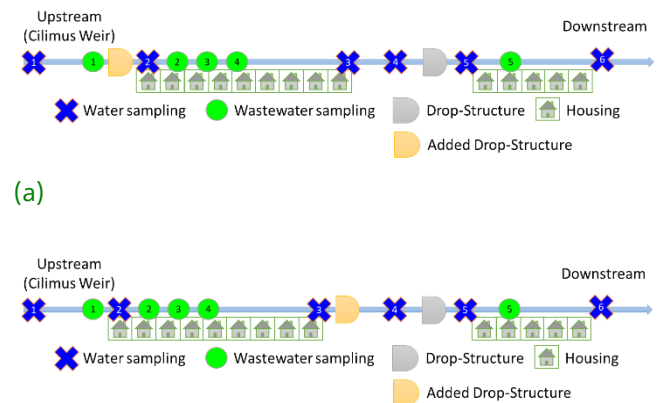 Upstream
(Cilimus Weir)
Downstream
1 1 2 2 3 4 3 4 5 5 6
Water sampling Wastewater sampling Drop-Structure Housing
Added Drop-Structure
(a)
Upstream
(Cilimus Weir)
Downstream
1 1 2 2 3 4 3 4 5 5 6
Water sampling Wastewater sampling Drop-Structure Housing
Added Drop-Structure